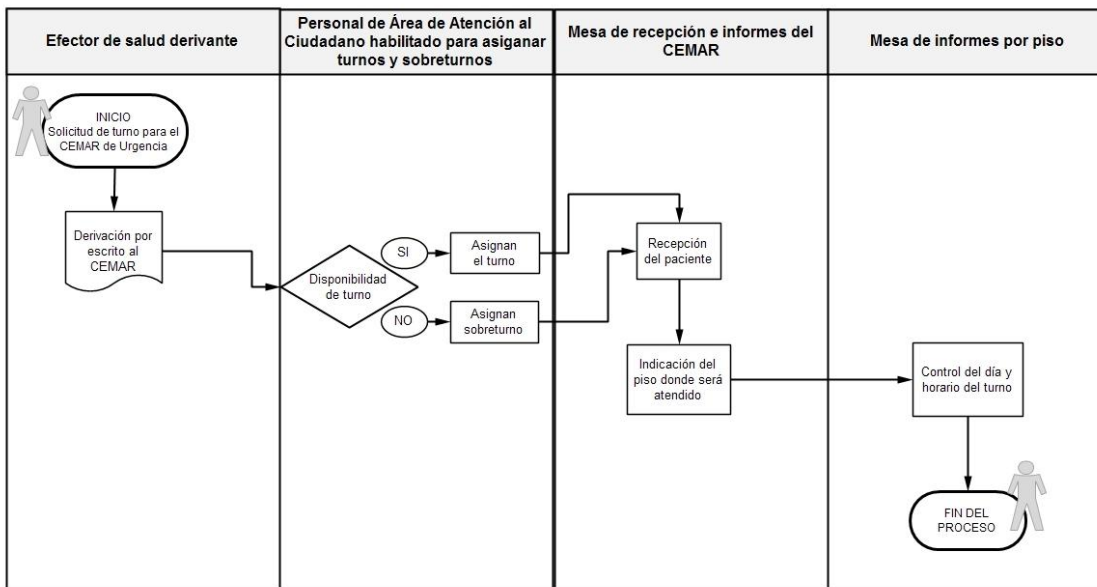 Efector de salud derivante
Personal de Área de Atención al
Ciudadano habilitado para asiganar
turnos y sobreturnos
Mesa de recepción e informes del
CEMAR
Mesa de informes por piso
INICIO
Solicitud de turno para el
CEMAR de Urgencia
Derivación por
escrito al
CEMAR
Disponibilidad
de turno
SI
Asignan
el turno
NO
Asignan
sobreturno
Recepción
del paciente
Indicación del
piso donde será
atendido
Control del día y
horario del turno
FIN DEL
PROCESO